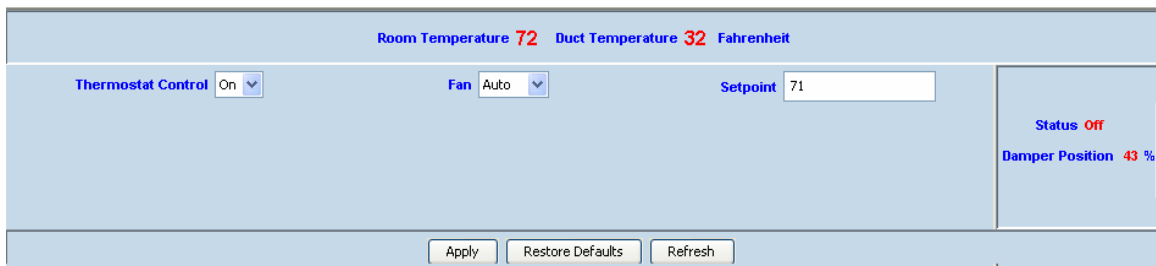 Room Temperature 72 Duct Temperature 32 Fahrenheit
Thermostat Control On Fan Auto Setpoint 71
Status Off
Damper Position 43 %
Apply Restore Defaults Refresh